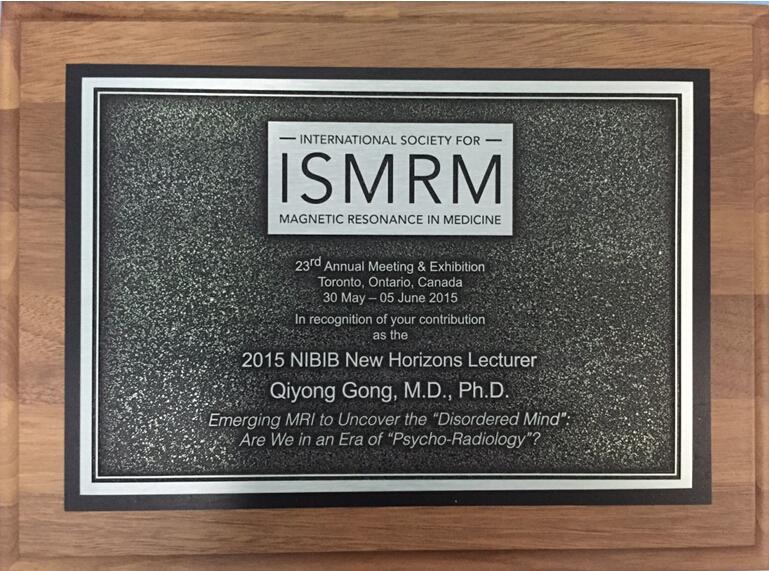 — INTERNATIONAL SOCIETY FOR —
ISMRM
MAGNETIC RESONANCE IN MEDICINE
23rd Annual Meeting & Exhibition
Toronto, Ontario, Canada
30 May – 05 June 2015
In recognition of your contribution
as the
2015 NIBIB New Horizons Lecturer
Qiyong Gong, M.D., Ph.D.
Emerging MRI to Uncover the “Disordered Mind”:
Are We in an Era of “Psycho-Radiology”?